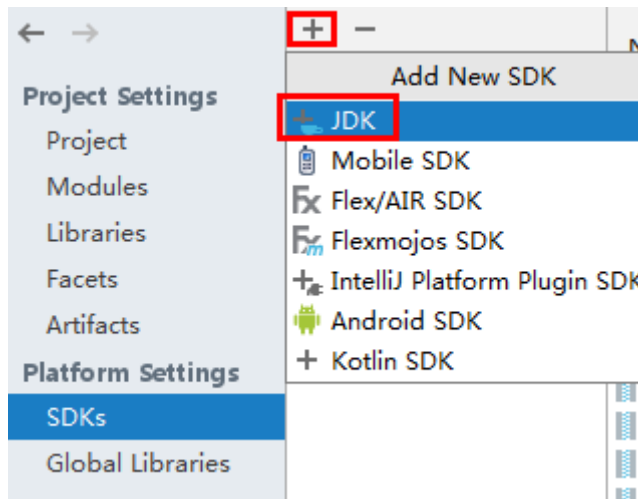 Project Settings
Project
Modules
Libraries
Facets
Artifacts
Platform Settings
SDKs
Global Libraries
Add New SDK
JDK
Mobile SDK
Flex/AIR SDK
Flexmojos SDK
IntelliJ Platform Plugin SDK
Android SDK
Kotlin SDK